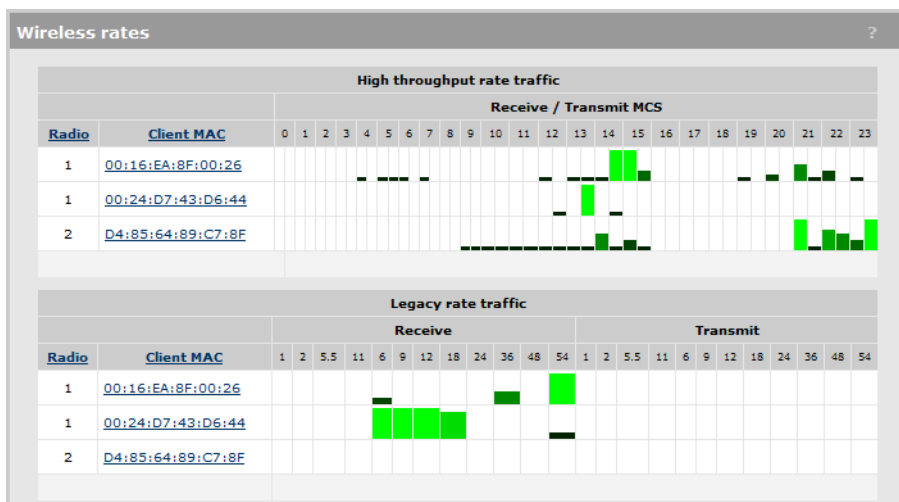 Wireless rates ?
High throughput rate traffic
Receive / Transmit MCS
Radio Client MAC 0 1 2 3 4 5 6 7 8 9 10 11 12 13 14 15 16 17 18 19 20 21 22 23
1 00:16:EA:8F:00:26
1 00:24:D7:43:D6:44
2 D4:85:64:89:C7:8F
Legacy rate traffic
Receive Transmit
Radio Client MAC 1 2 5.5 11 6 9 12 18 24 36 48 54 1 2 5.5 11 6 9 12 18 24 36 48 54
1 00:16:EA:8F:00:26
1 00:24:D7:43:D6:44
2 D4:85:64:89:C7:8F